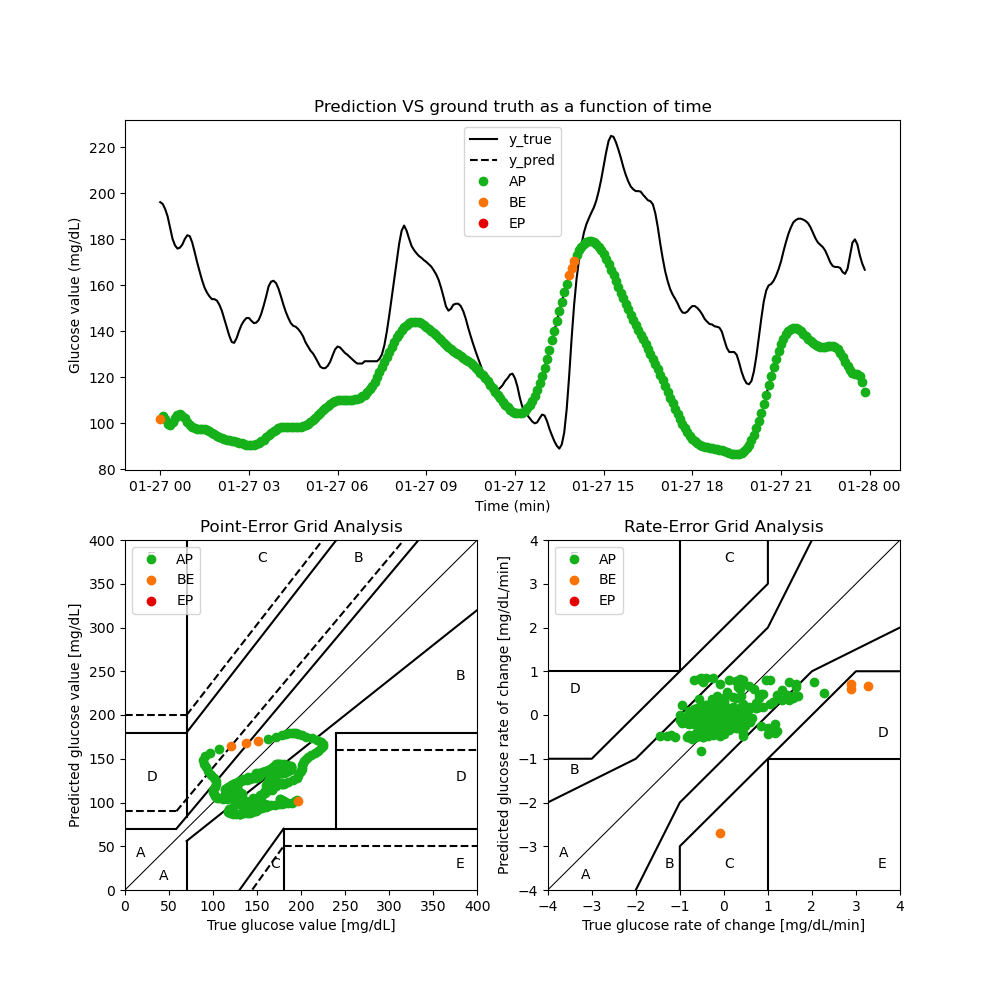 Prediction VS ground truth as a function of time
Glucose value (mg/dL)
220
200
180
160
140
120
100
80
y_true
y_pred
AP
BE
EP
01-27 00 01-27 03 01-27 06 01-27 09 01-27 12 01-27 15 01-27 18 01-27 21 01-28 00
Time (min)
Point-Error Grid Analysis
Predicted glucose value [mg/dL]
400
350
300
250
200
150
100
50
0
AP
BE
EP
C B
B
D D
A
A C E
0 50 100 150 200 250 300 350 400
True glucose value [mg/dL]
Rate-Error Grid Analysis
Predicted glucose rate of change [mg/dL/min]
4
3
2
1
0
−1
−2
−3
−4
AP
BE
EP
C
D
D
B
A
A B C E
−4 −3 −2 −1 0 1 2 3 4
True glucose rate of change [mg/dL/min]